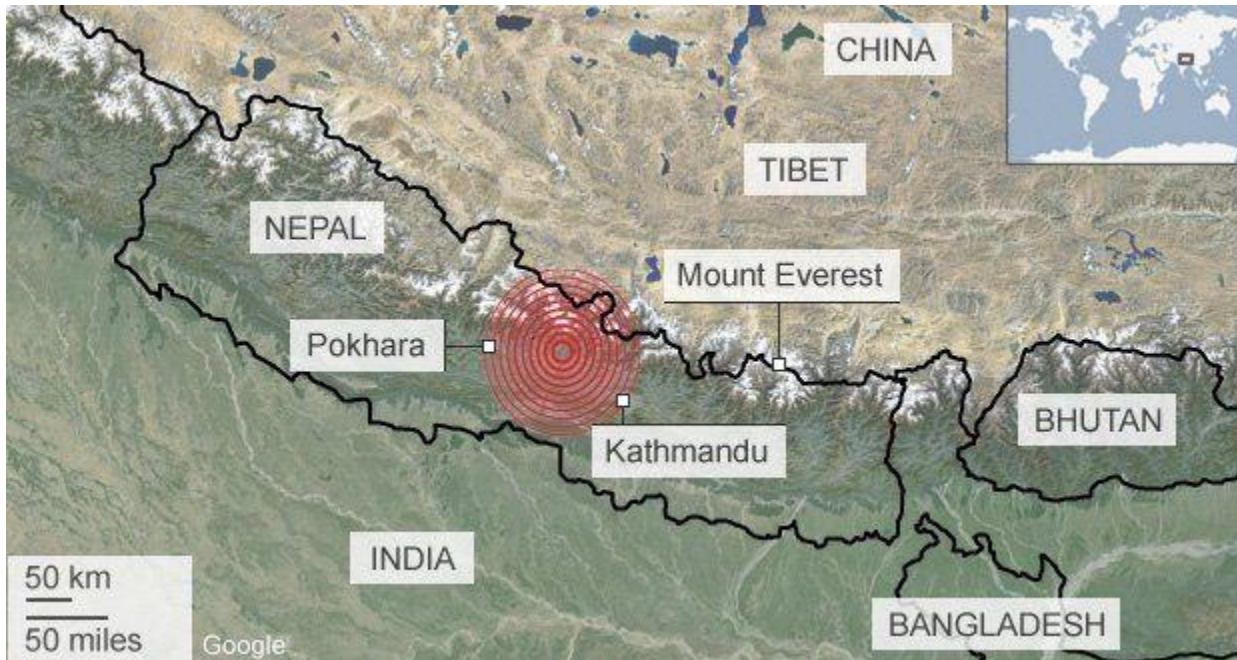 CHINA
TIBET
NEPAL
Mount Everest
Pokhara
BHUTAN
Kathmandu
INDIA
50 km
50 miles
BANGLADESH
Google